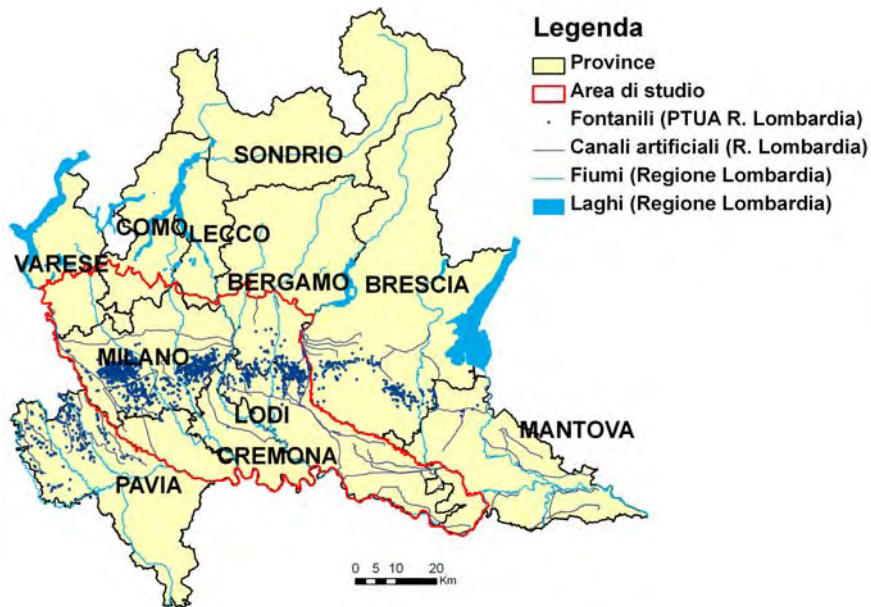 Legenda
Province
Area di studio
Fontanili (PTUA R. Lombardia)
Canali artificiali (R. Lombardia)
Fiumi (Regione Lombardia)
Laghi (Regione Lombardia)
SONDRIO
COMO
LECCO
VARESE
BERGAMO
BRESCIA
MILANO
LODI
MANTOVA
CREMONA
PAVIA
0 5 10 20
Km